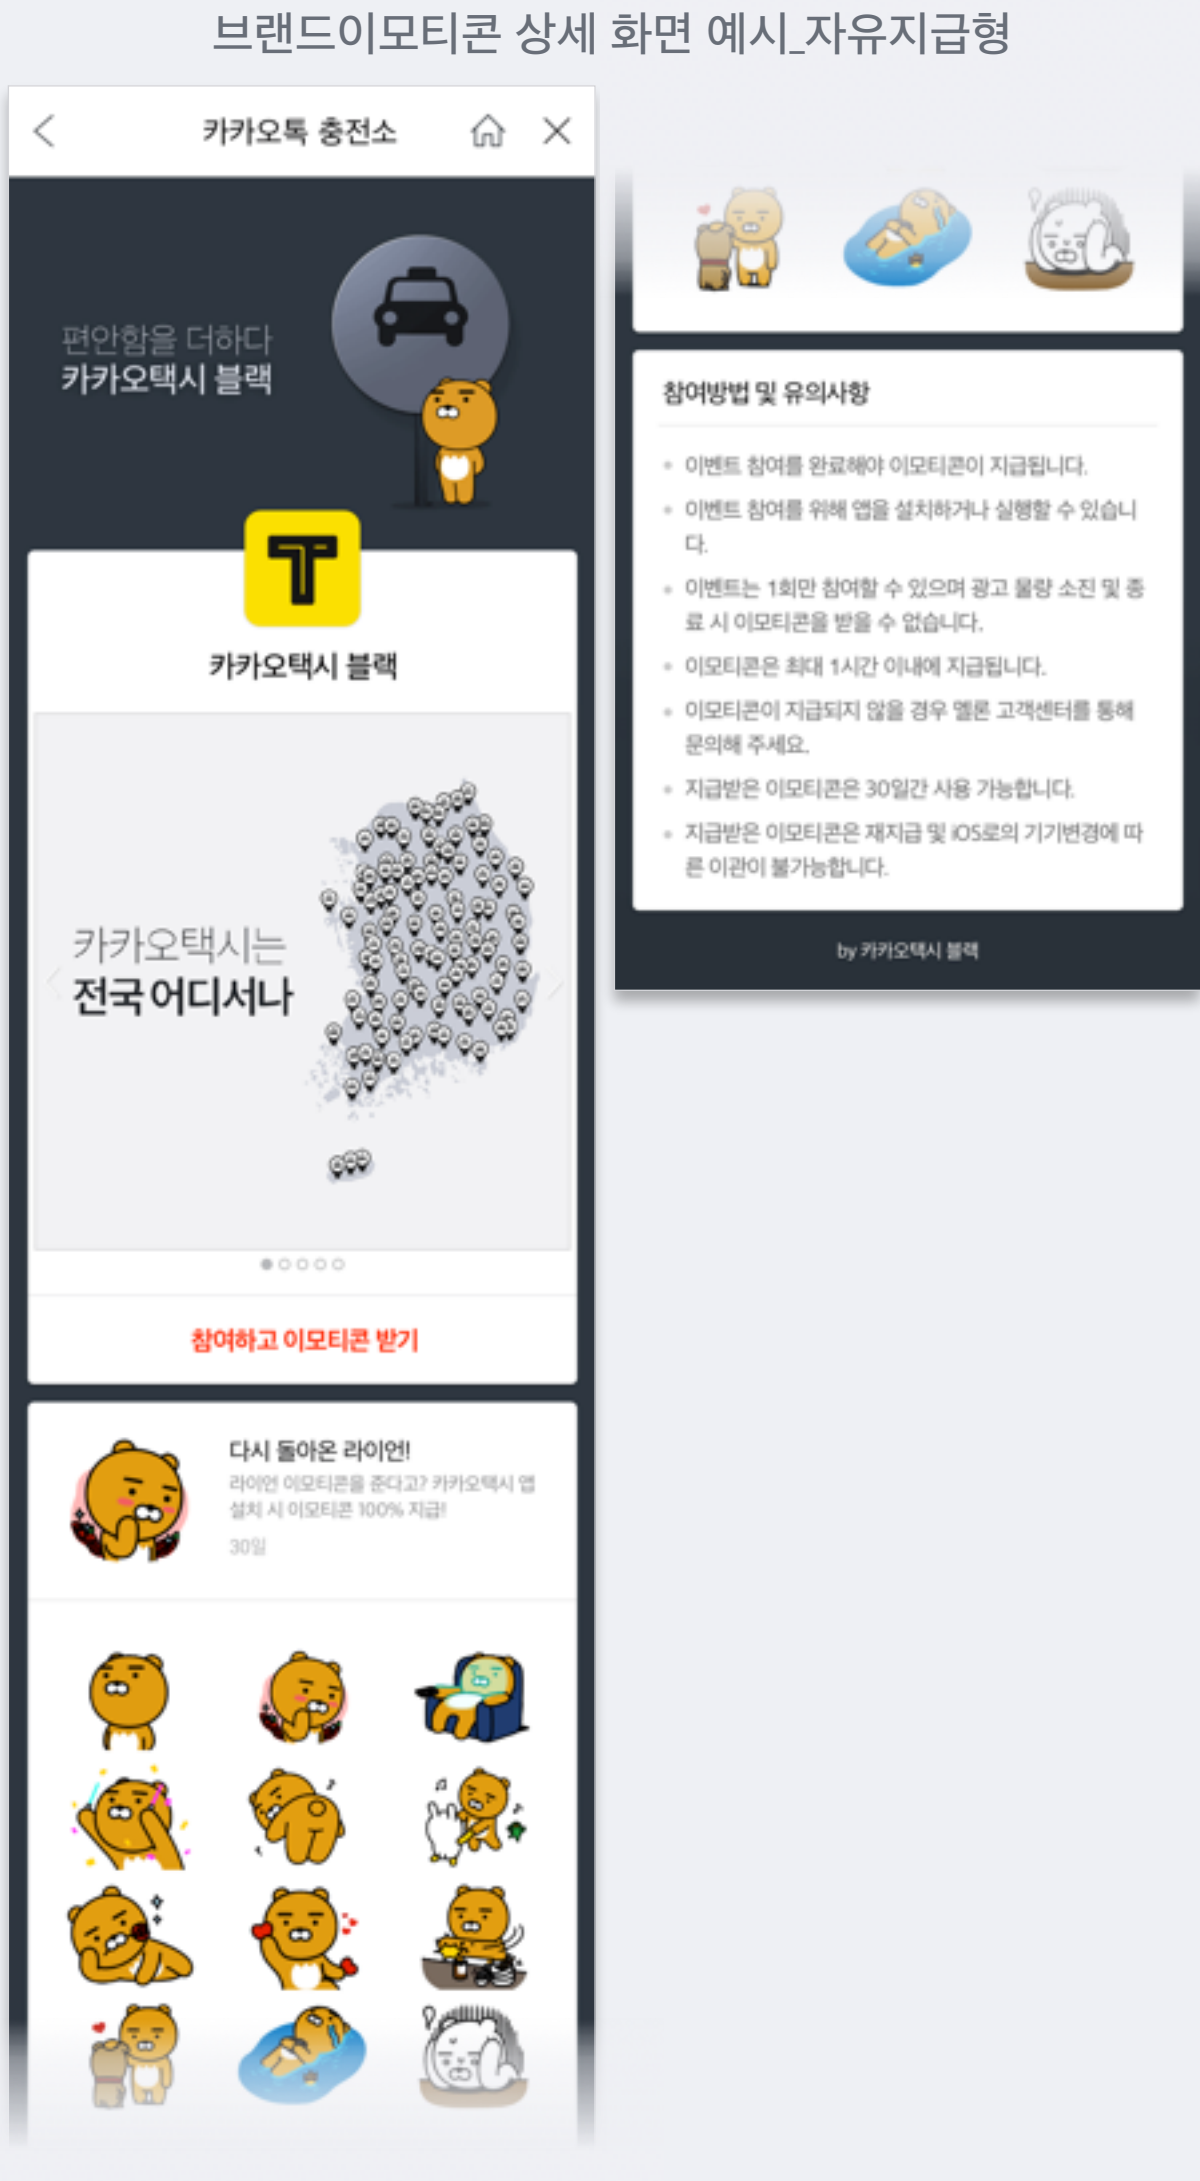 브랜드이모티콘 상세 화면 예시_자유지급형
카카오톡 충전소
편안함을 더하다
카카오택시 블랙
T
카카오택시 블랙
카카오택시는
전국 어디서나
참여하고 이모티콘 받기
다시 돌아온 라이언!
라이언 이모티콘을 준다고? 카카오택시 앱
설치 시 이모티콘 100% 지급!
30일
참여방법 및 유의사항
이벤트 참여를 완료해야 이모티콘이 지급됩니다.
이벤트 참여를 위해 앱을 설치하거나 실행할 수 있습니
다.
이벤트는 1회만 참여할 수 있으며 광고 물량 소진 및 종
료 시 이모티콘을 받을 수 없습니다.
이모티콘은 최대 1시간 이내에 지급됩니다.
이모티콘이 지급되지 않을 경우 멜론 고객센터를 통해
문의해 주세요.
지급받은 이모티콘은 30일간 사용 가능합니다.
지급받은 이모티콘은 재지급 및 iOS로의 기기변경에 따
른 이관이 불가능합니다.
by 카카오택시 블랙